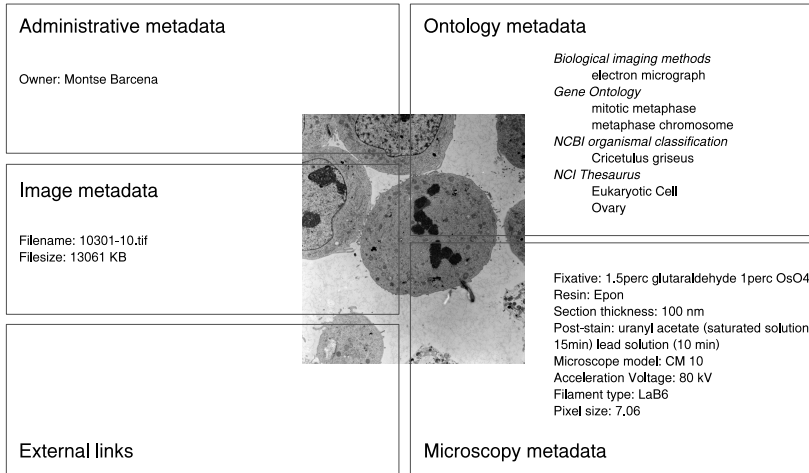 Administrative metadata
Owner: Montse Barcena
Image metadata
Filename: 10301-10.tif
Filesize: 13061 KB
External links
Ontology metadata
Biological imaging methods
electron micrograph
Gene Ontology
mitotic metaphase
metaphase chromosome
NCBI organismal classification
Cricetulus griseus
NCI Thesaurus
Eukaryotic Cell
Ovary
Fixative: 1.5perc glutaraldehyde 1perc OsO4
Resin: Epon
Section thickness: 100 nm
Post-stain: uranyl acetate (saturated solution
15min) lead solution (10 min)
Microscope model: CM 10
Acceleration Voltage: 80 kV
Filament type: LaB6
Pixel size: 7.06
Microscopy metadata